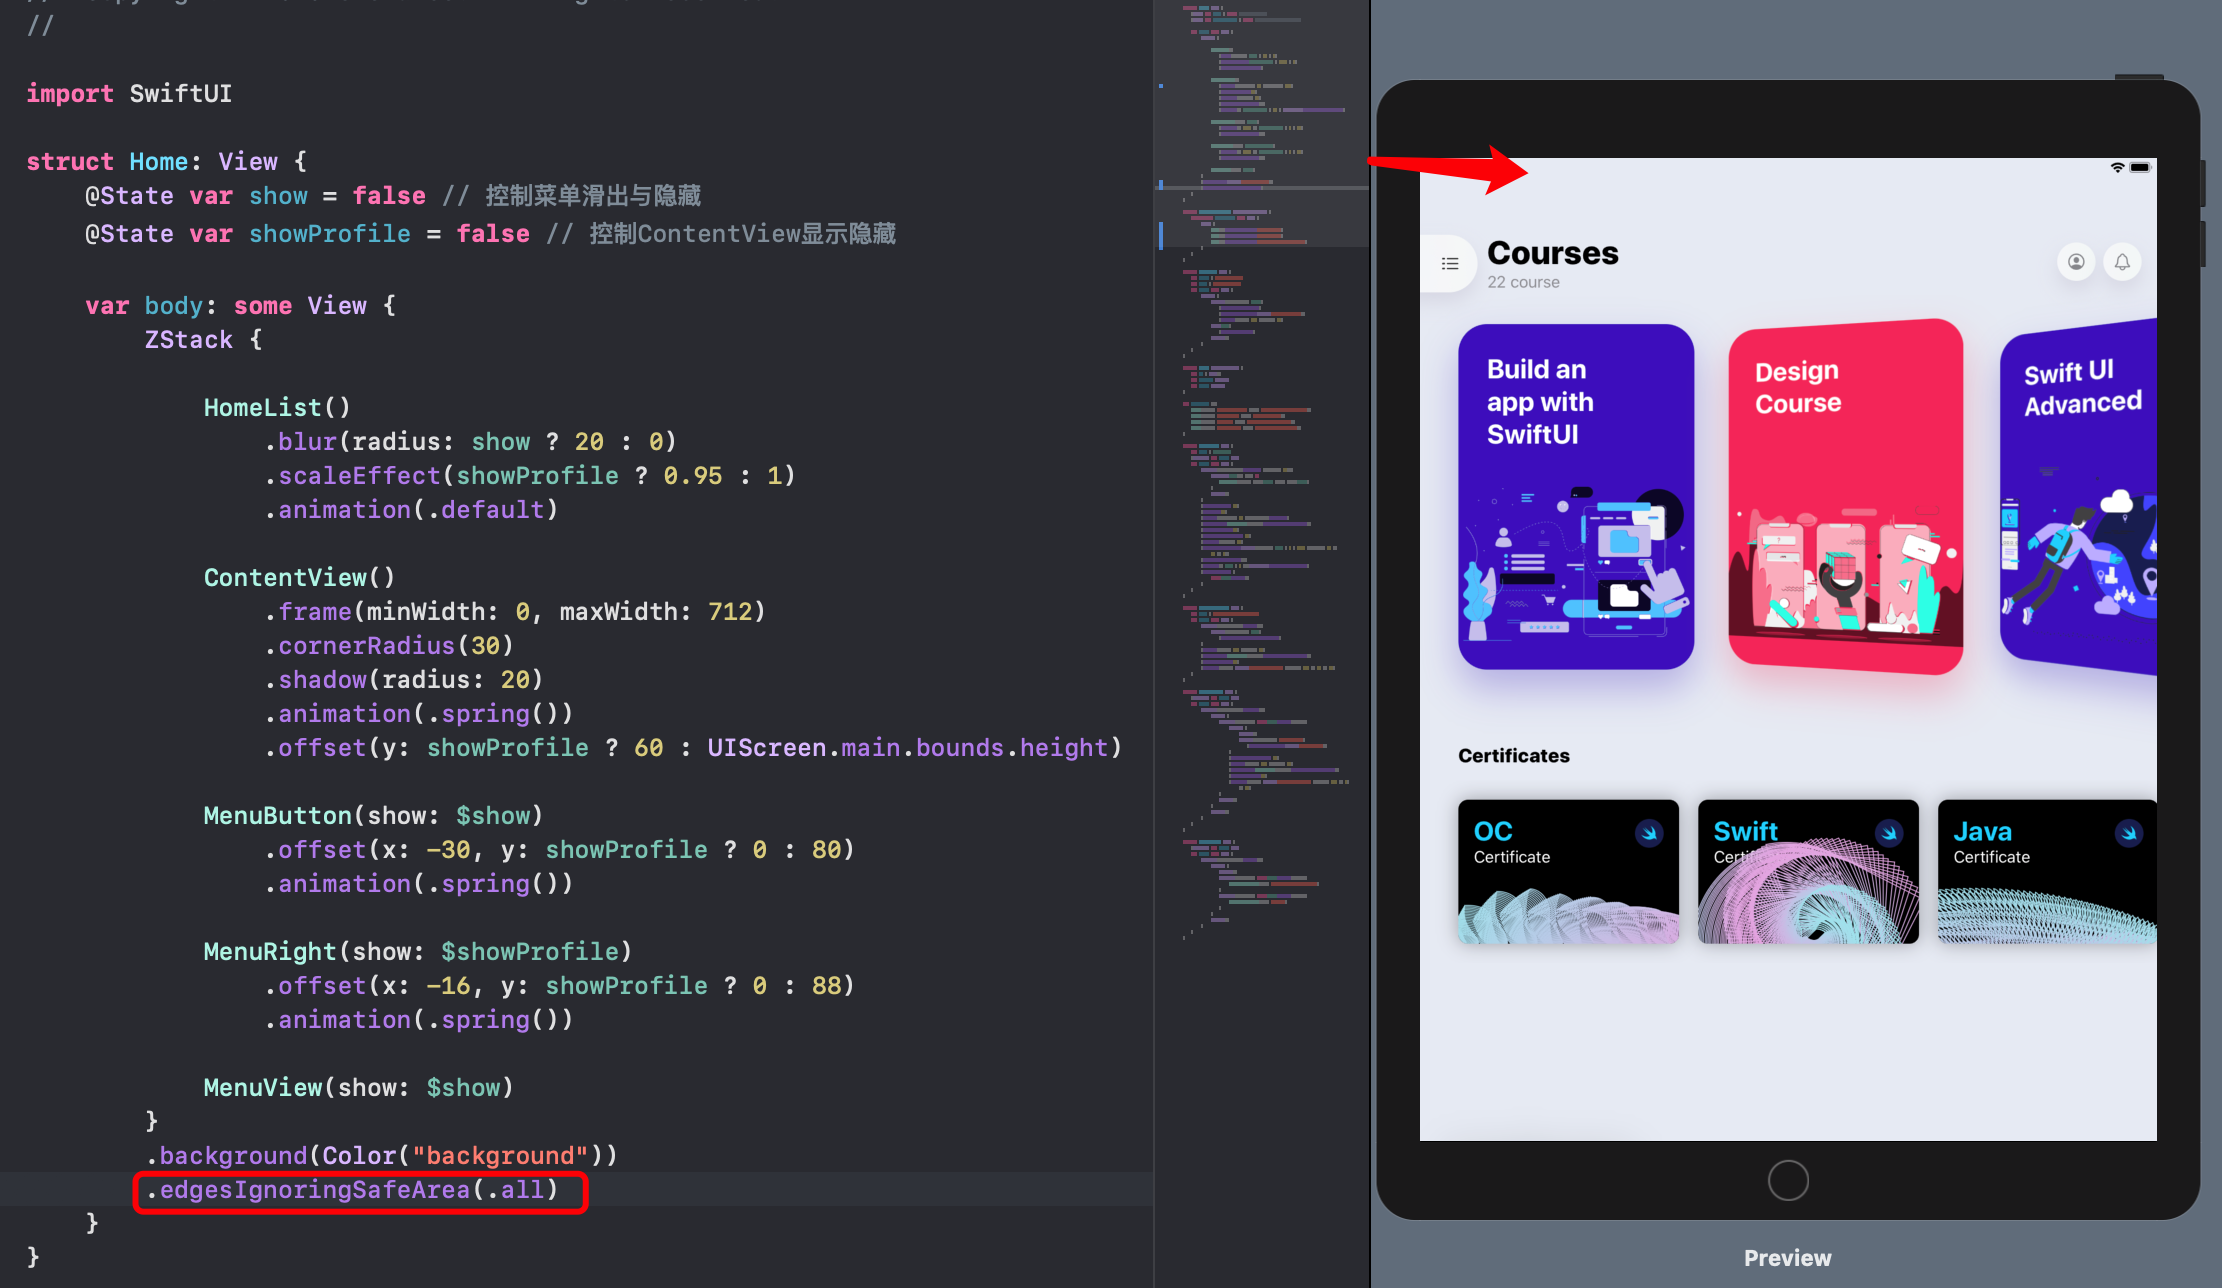 //
import SwiftUI
struct Home: View {
@State var show = false // 控制菜单滑出与隐藏
@State var showProfile = false // 控制ContentView显示隐藏
var body: some View {
ZStack {
HomeList()
.blur(radius: show ? 20 : 0)
.scaleEffect(showProfile ? 0.95 : 1)
.animation(.default)
ContentView()
.frame(minWidth: 0, maxWidth: 712)
.cornerRadius(30)
.shadow(radius: 20)
.animation(.spring())
.offset(y: showProfile ? 60 : UIScreen.main.bounds.height)
MenuButton(show: $show)
.offset(x: -30, y: showProfile ? 0 : 80)
.animation(.spring())
MenuRight(show: $showProfile)
.offset(x: -16, y: showProfile ? 0 : 88)
.animation(.spring())
MenuView(show: $show)
}
.background(Color("background"))
.edgesIgnoringSafeArea(.all)
}
}
Courses
22 course
Build an
app with
SwiftUI
Design
Course
Swift UI
Advanced
Certificates
OC
Certificate
Swift
Certificate
Java
Certificate
Preview